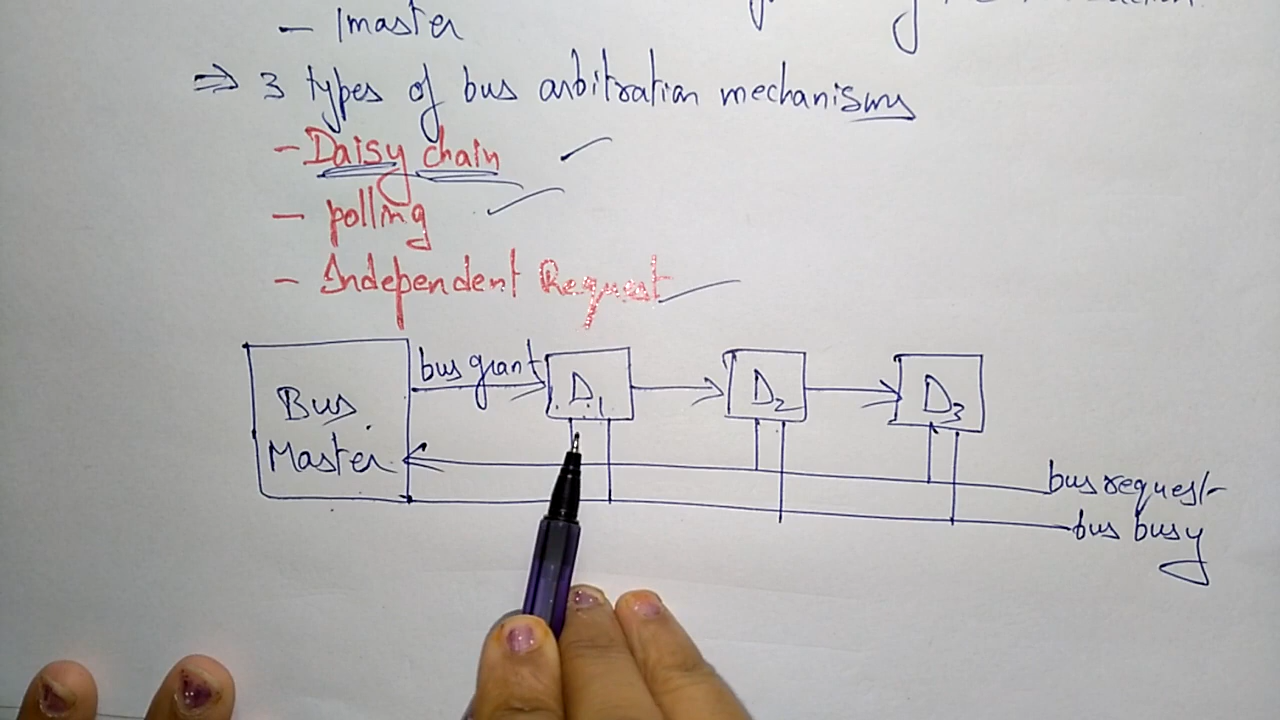 - 1master
⇒ 3 types of bus arbitration mechanisms
- Daisy chain ✓
- polling ✓
- Independent Request ✓
bus grant
Bus Master
D1
D2
D3
bus request
bus busy